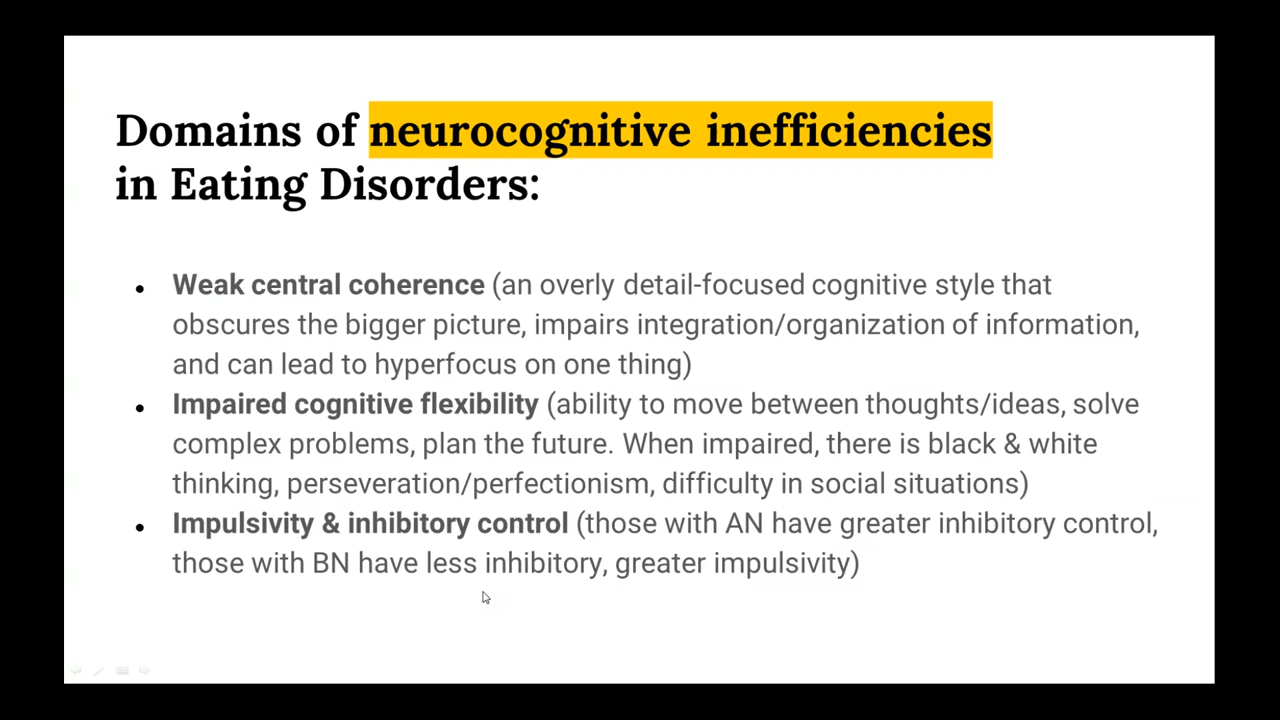 Domains of neurocognitive inefficiencies
in Eating Disorders:
• Weak central coherence (an overly detail-focused cognitive style that
obscures the bigger picture, impairs integration/organization of information,
and can lead to hyperfocus on one thing)
• Impaired cognitive flexibility (ability to move between thoughts/ideas, solve
complex problems, plan the future. When impaired, there is black & white
thinking, perseveration/perfectionism, difficulty in social situations)
• Impulsivity & inhibitory control (those with AN have greater inhibitory control,
those with BN have less inhibitory, greater impulsivity)